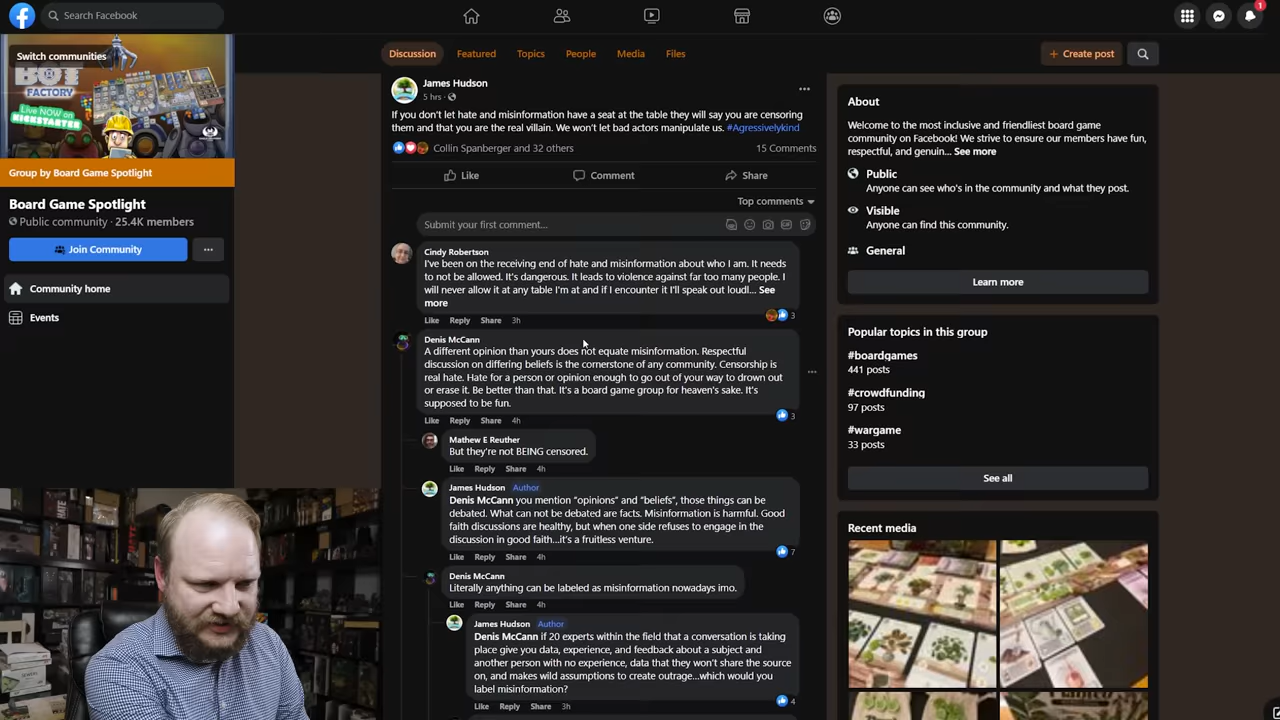 Search Facebook
1
Switch communities
BOT
FACTORY
Live NOW on
KICKSTARTER
Group by Board Game Spotlight
Board Game Spotlight
Public community · 25.4K members
Join Community
Community home
Events
Discussion
Featured
Topics
People
Media
Files
+ Create post
James Hudson
5 hrs ·
If you don't let hate and misinformation have a seat at the table they will say you are censoring
them and that you are the real villain. We won't let bad actors manipulate us. #Agressivelykind
Collin Spanberger and 32 others
15 Comments
Like
Comment
Share
Top comments
Submit your first comment...
GIF
Cindy Robertson
I've been on the receiving end of hate and misinformation about who I am. It needs
to not be allowed. It's dangerous. It leads to violence against far too many people. I
will never allow it at any table I'm at and if I encounter it I'll speak out loudl... See
more
3
Like Reply Share 3h
Denis McCann
A different opinion than yours does not equate misinformation. Respectful
discussion on differing beliefs is the cornerstone of any community. Censorship is
real hate. Hate for a person or opinion enough to go out of your way to drown out
or erase it. Be better than that. It's a board game group for heaven's sake. It's
supposed to be fun.
3
Like Reply Share 4h
Mathew E Reuther
But they're not BEING censored.
Like Reply Share 4h
James Hudson Author
Denis McCann you mention "opinions" and "beliefs", those things can be
debated. What can not be debated are facts. Misinformation is harmful. Good
faith discussions are healthy, but when one side refuses to engage in the
discussion in good faith...it's a fruitless venture.
7
Like Reply Share 4h
Denis McCann
Literally anything can be labeled as misinformation nowadays imo.
Like Reply Share 4h
James Hudson Author
Denis McCann if 20 experts within the field that a conversation is taking
place give you data, experience, and feedback about a subject and
another person with no experience, data that they won't share the source
on, and makes wild assumptions to create outrage...which would you
label misinformation?
4
Like Reply Share 3h
About
Welcome to the most inclusive and friendliest board game
community on Facebook! We strive to ensure our members have fun,
respectful, and genuin... See more
Public
Anyone can see who's in the community and what they post.
Visible
Anyone can find this community.
General
Learn more
Popular topics in this group
#boardgames
441 posts
#crowdfunding
97 posts
#wargame
33 posts
See all
Recent media